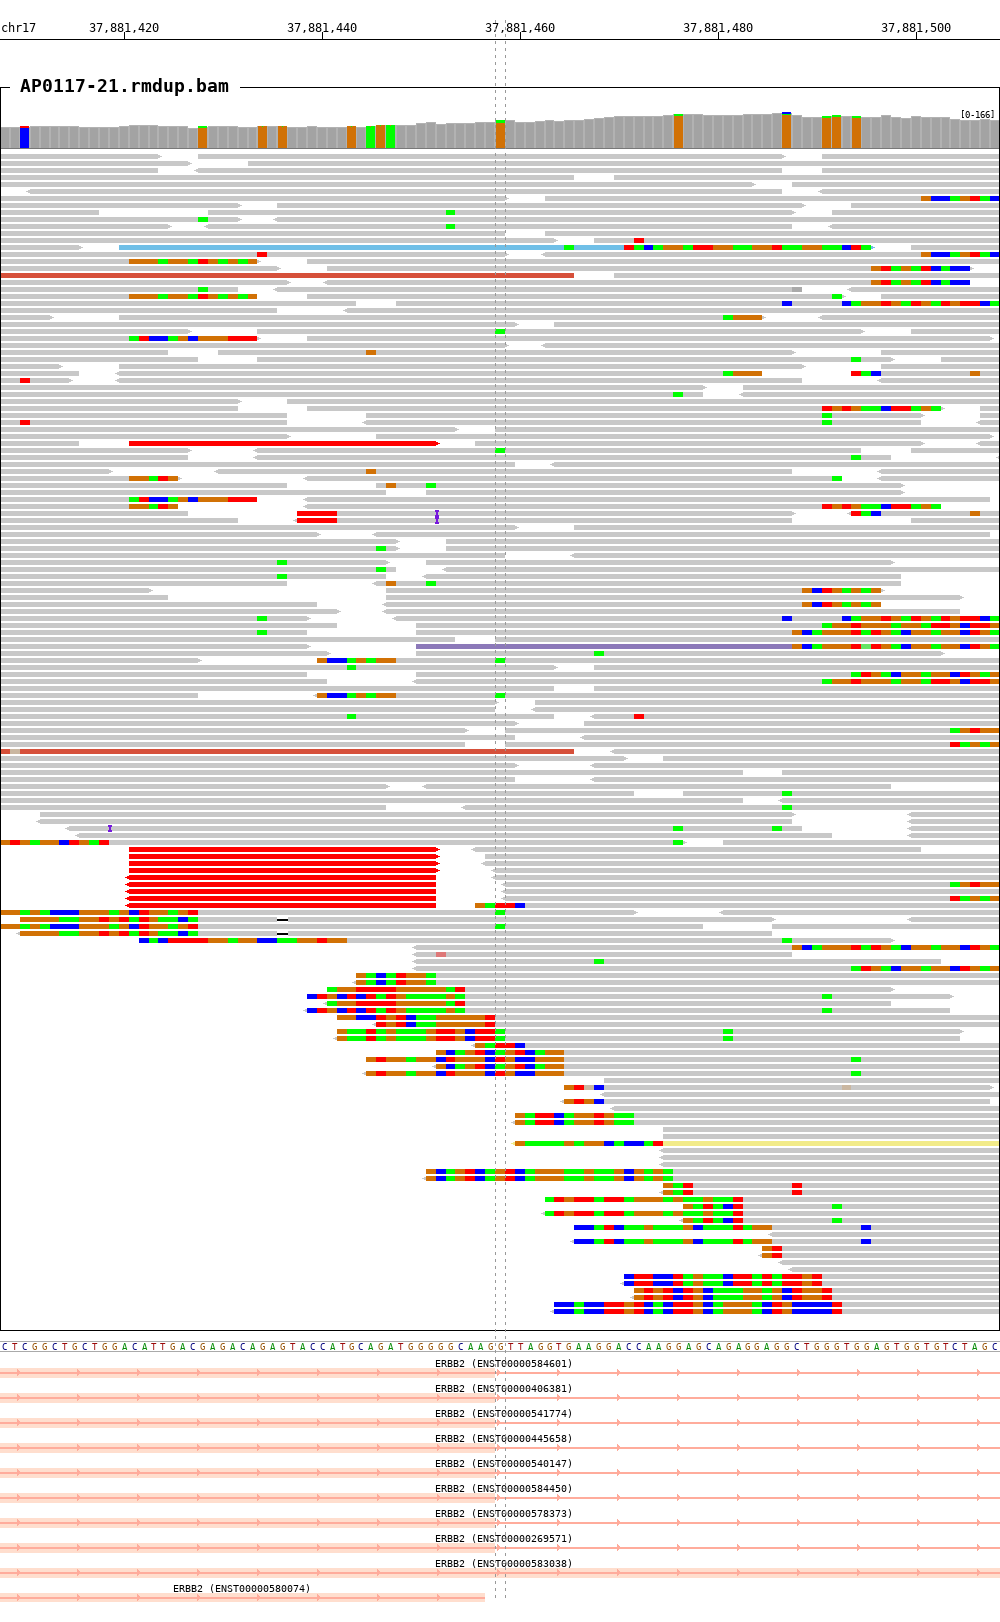 chr17 37,881,420 37,881,440 37,881,460 37,881,480 37,881,500
AP0117-21.rmdup.bam
[0-166]
C T C G G C T G C T G G A C A T T G A C G A G A C A G A G T A C C A T G C A G A T G G G G G C A A G G T T A G G T G A A G G A C C A A G G A G C A G A G G A G G C T G G G T G G A G T G G T G T C T A G C
ERBB2 (ENST00000584601)
ERBB2 (ENST00000406381)
ERBB2 (ENST00000541774)
ERBB2 (ENST00000445658)
ERBB2 (ENST00000540147)
ERBB2 (ENST00000584450)
ERBB2 (ENST00000578373)
ERBB2 (ENST00000269571)
ERBB2 (ENST00000583038)
ERBB2 (ENST00000580074)